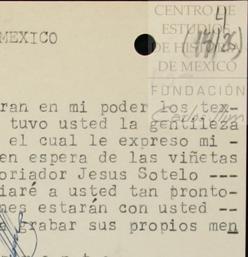 CENTRO DE
ESTUDIOS
DE HISTORIA
DE MÉXICO
FUNDACIÓN
MEXICO
ran en mi poder los tex-
tuvo usted la gentileza
el cual le expreso mi -
en espera de las viñetas
oriador Jesus Sotelo ----
iaré a usted tan pronto-
nes estarán con usted --
e grabar sus propios men